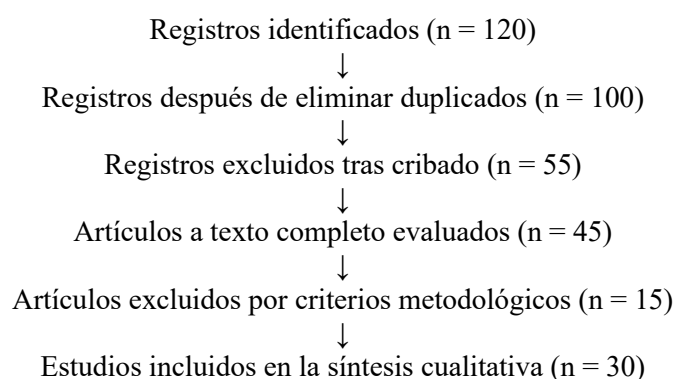 Registros identificados (n = 120)
↓
Registros después de eliminar duplicados (n = 100)
↓
Registros excluidos tras cribado (n = 55)
↓
Artículos a texto completo evaluados (n = 45)
↓
Artículos excluidos por criterios metodológicos (n = 15)
↓
Estudios incluidos en la síntesis cualitativa (n = 30)